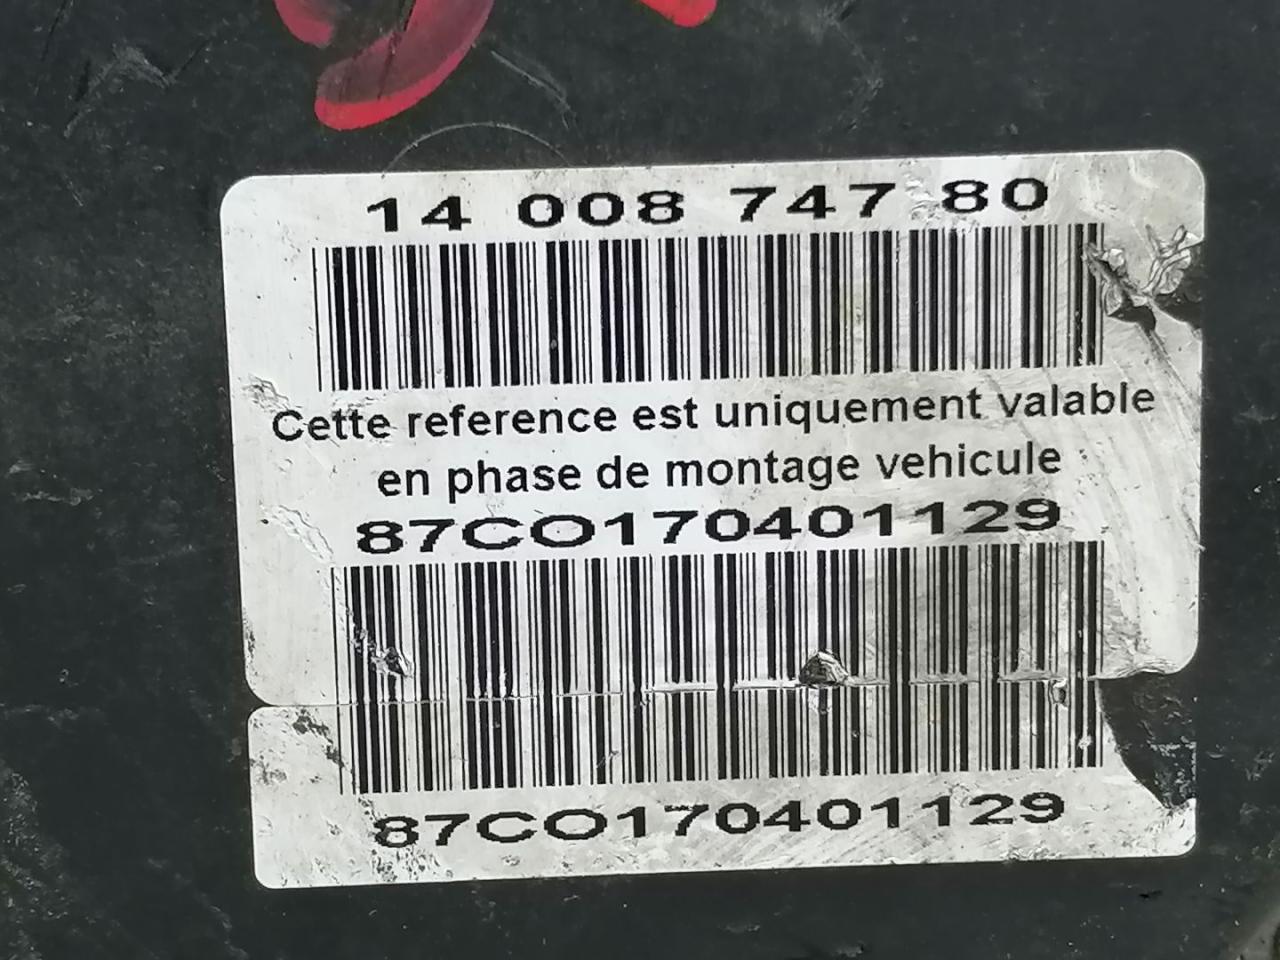 14 008 747 80
Cette reference est uniquement valable
en phase de montage vehicule
87CO170401129
87CO170401129